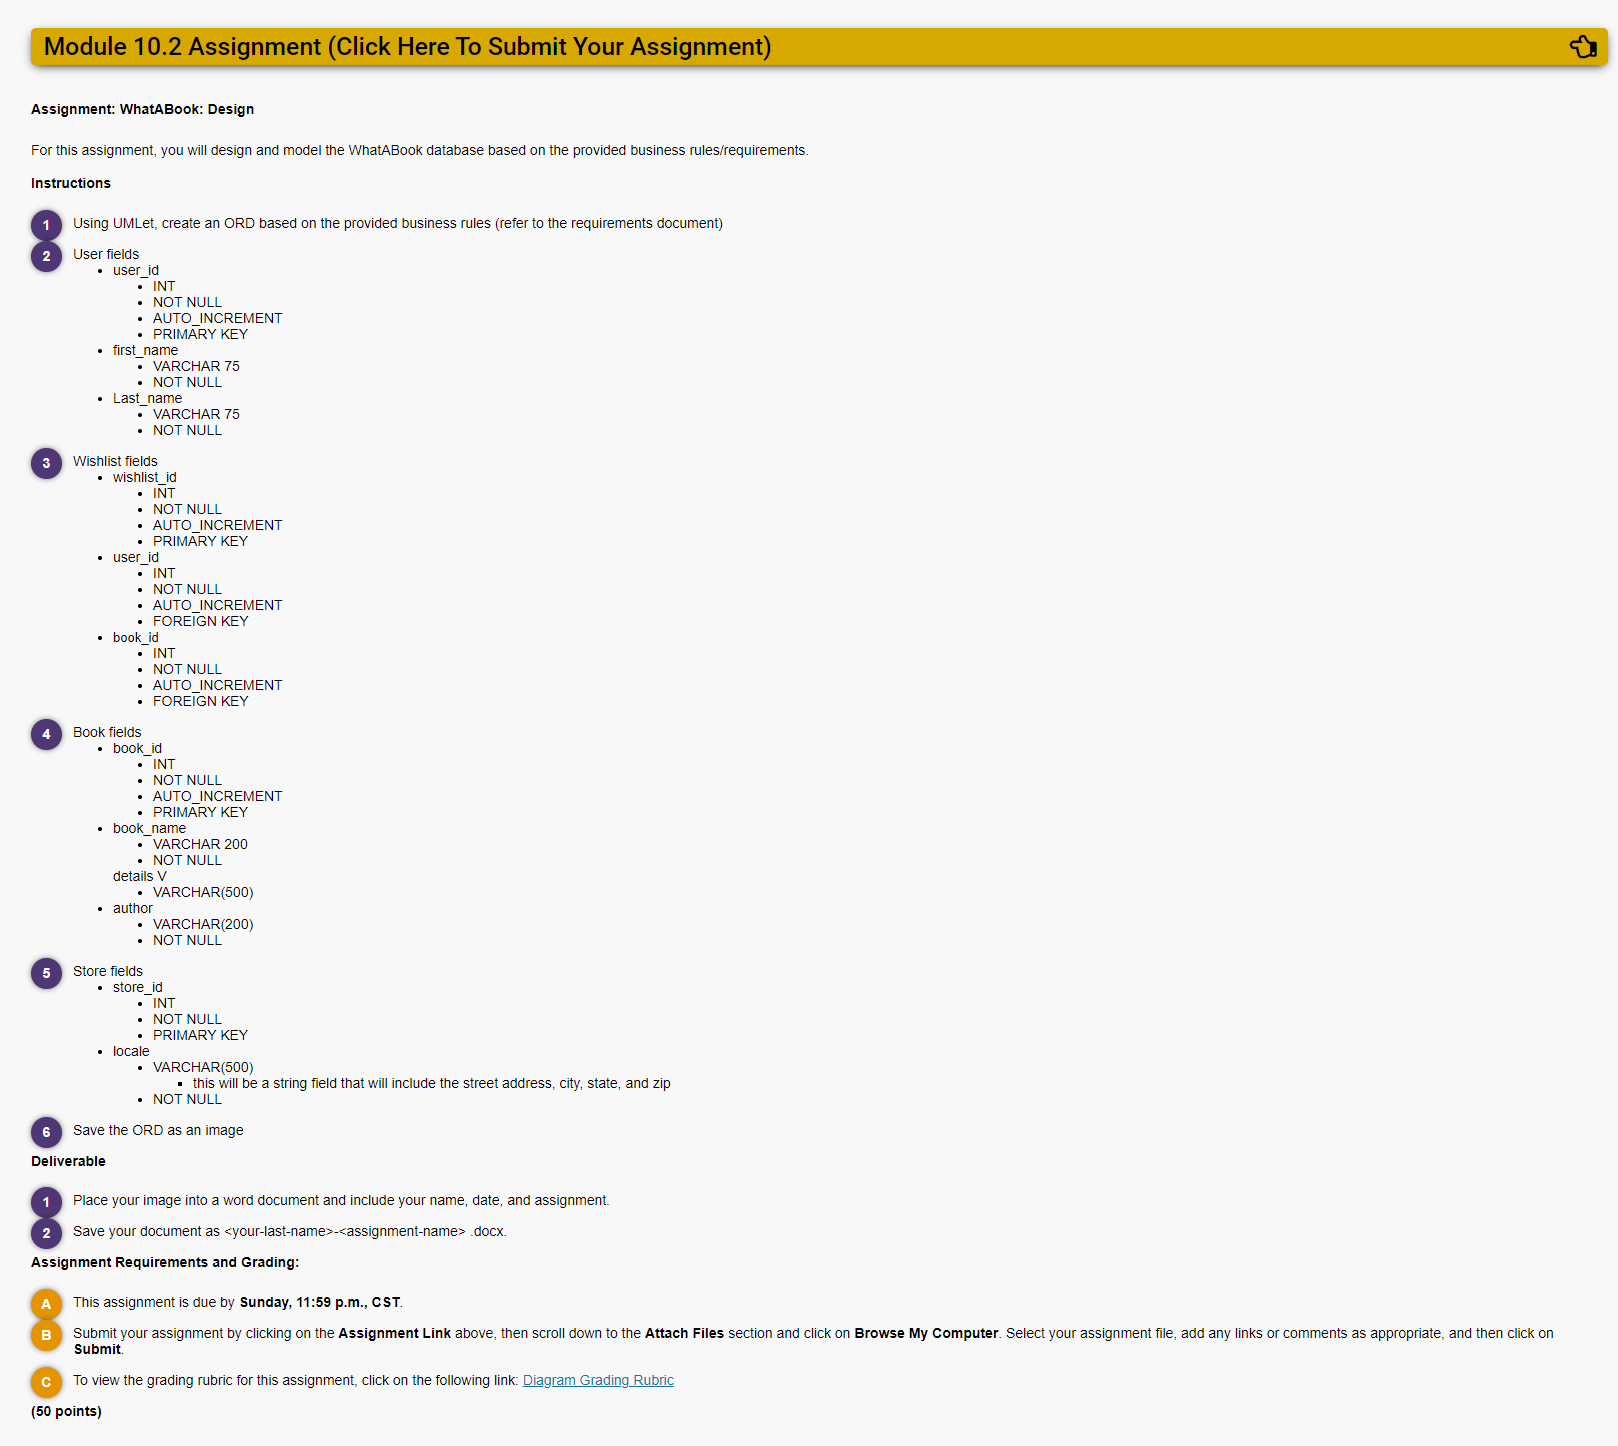 Module 10.2 Assignment (Click Here To Submit Your Assignment)
Assignment: WhatABook: Design
For this assignment, you will design and model the WhatABook database based on the provided business rules/requirements.
Instructions
1 Using UMLet, create an ORD based on the provided business rules (refer to the requirements document)
2 User fields
• user_id
• INT
• NOT NULL
• AUTO_INCREMENT
• PRIMARY KEY
• first_name
• VARCHAR 75
• NOT NULL
• Last_name
• VARCHAR 75
• NOT NULL
3 Wishlist fields
• wishlist_id
• INT
• NOT NULL
• AUTO_INCREMENT
• PRIMARY KEY
• user_id
• INT
• NOT NULL
• AUTO_INCREMENT
• FOREIGN KEY
• book_id
• INT
• NOT NULL
• AUTO_INCREMENT
• FOREIGN KEY
4 Book fields
• book_id
• INT
• NOT NULL
• AUTO_INCREMENT
• PRIMARY KEY
• book_name
• VARCHAR 200
• NOT NULL
details V
• VARCHAR(500)
• author
• VARCHAR(200)
• NOT NULL
5 Store fields
• store_id
• INT
• NOT NULL
• PRIMARY KEY
• locale
• VARCHAR(500)
▪ this will be a string field that will include the street address, city, state, and zip
• NOT NULL
6 Save the ORD as an image
Deliverable
1 Place your image into a word document and include your name, date, and assignment.
2 Save your document as <your-last-name>-<assignment-name> .docx.
Assignment Requirements and Grading:
A This assignment is due by Sunday, 11:59 p.m., CST.
B Submit your assignment by clicking on the Assignment Link above, then scroll down to the Attach Files section and click on Browse My Computer. Select your assignment file, add any links or comments as appropriate, and then click on
Submit.
C To view the grading rubric for this assignment, click on the following link: Diagram Grading Rubric
(50 points)